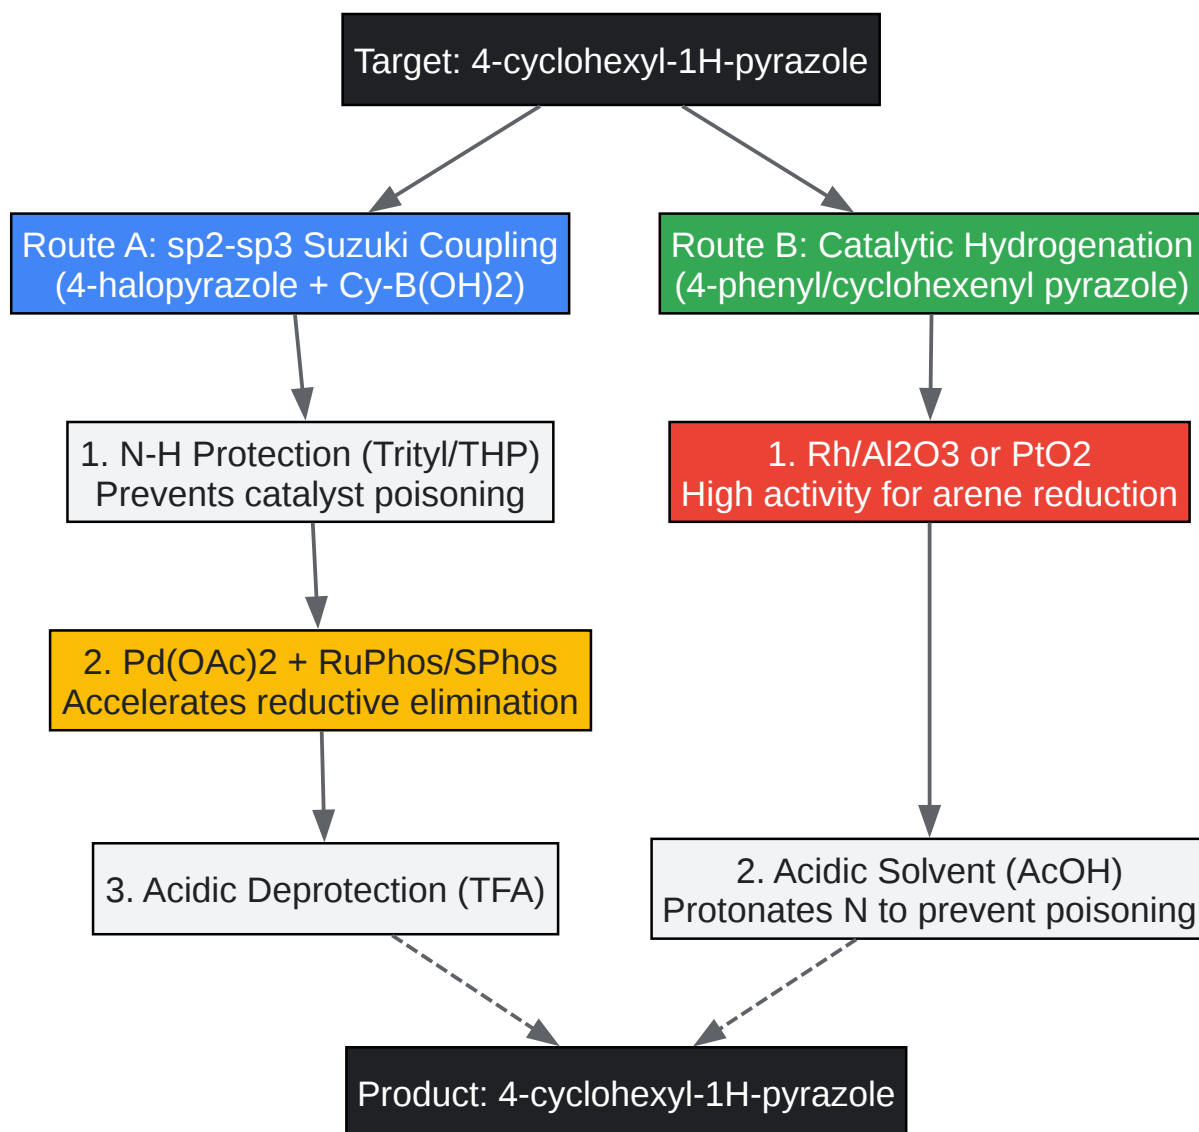 Target: 4-cyclohexyl-1H-pyrazole
Route A: sp2-sp3 Suzuki Coupling
(4-halopyrazole + Cy-B(OH)2)
Route B: Catalytic Hydrogenation
(4-phenyl/cyclohexenyl pyrazole)
1. N-H Protection (Trityl/THP)
Prevents catalyst poisoning
1. Rh/Al2O3 or PtO2
High activity for arene reduction
2. Pd(OAc)2 + RuPhos/SPhos
Accelerates reductive elimination
3. Acidic Deprotection (TFA)
2. Acidic Solvent (AcOH)
Protonates N to prevent poisoning
Product: 4-cyclohexyl-1H-pyrazole